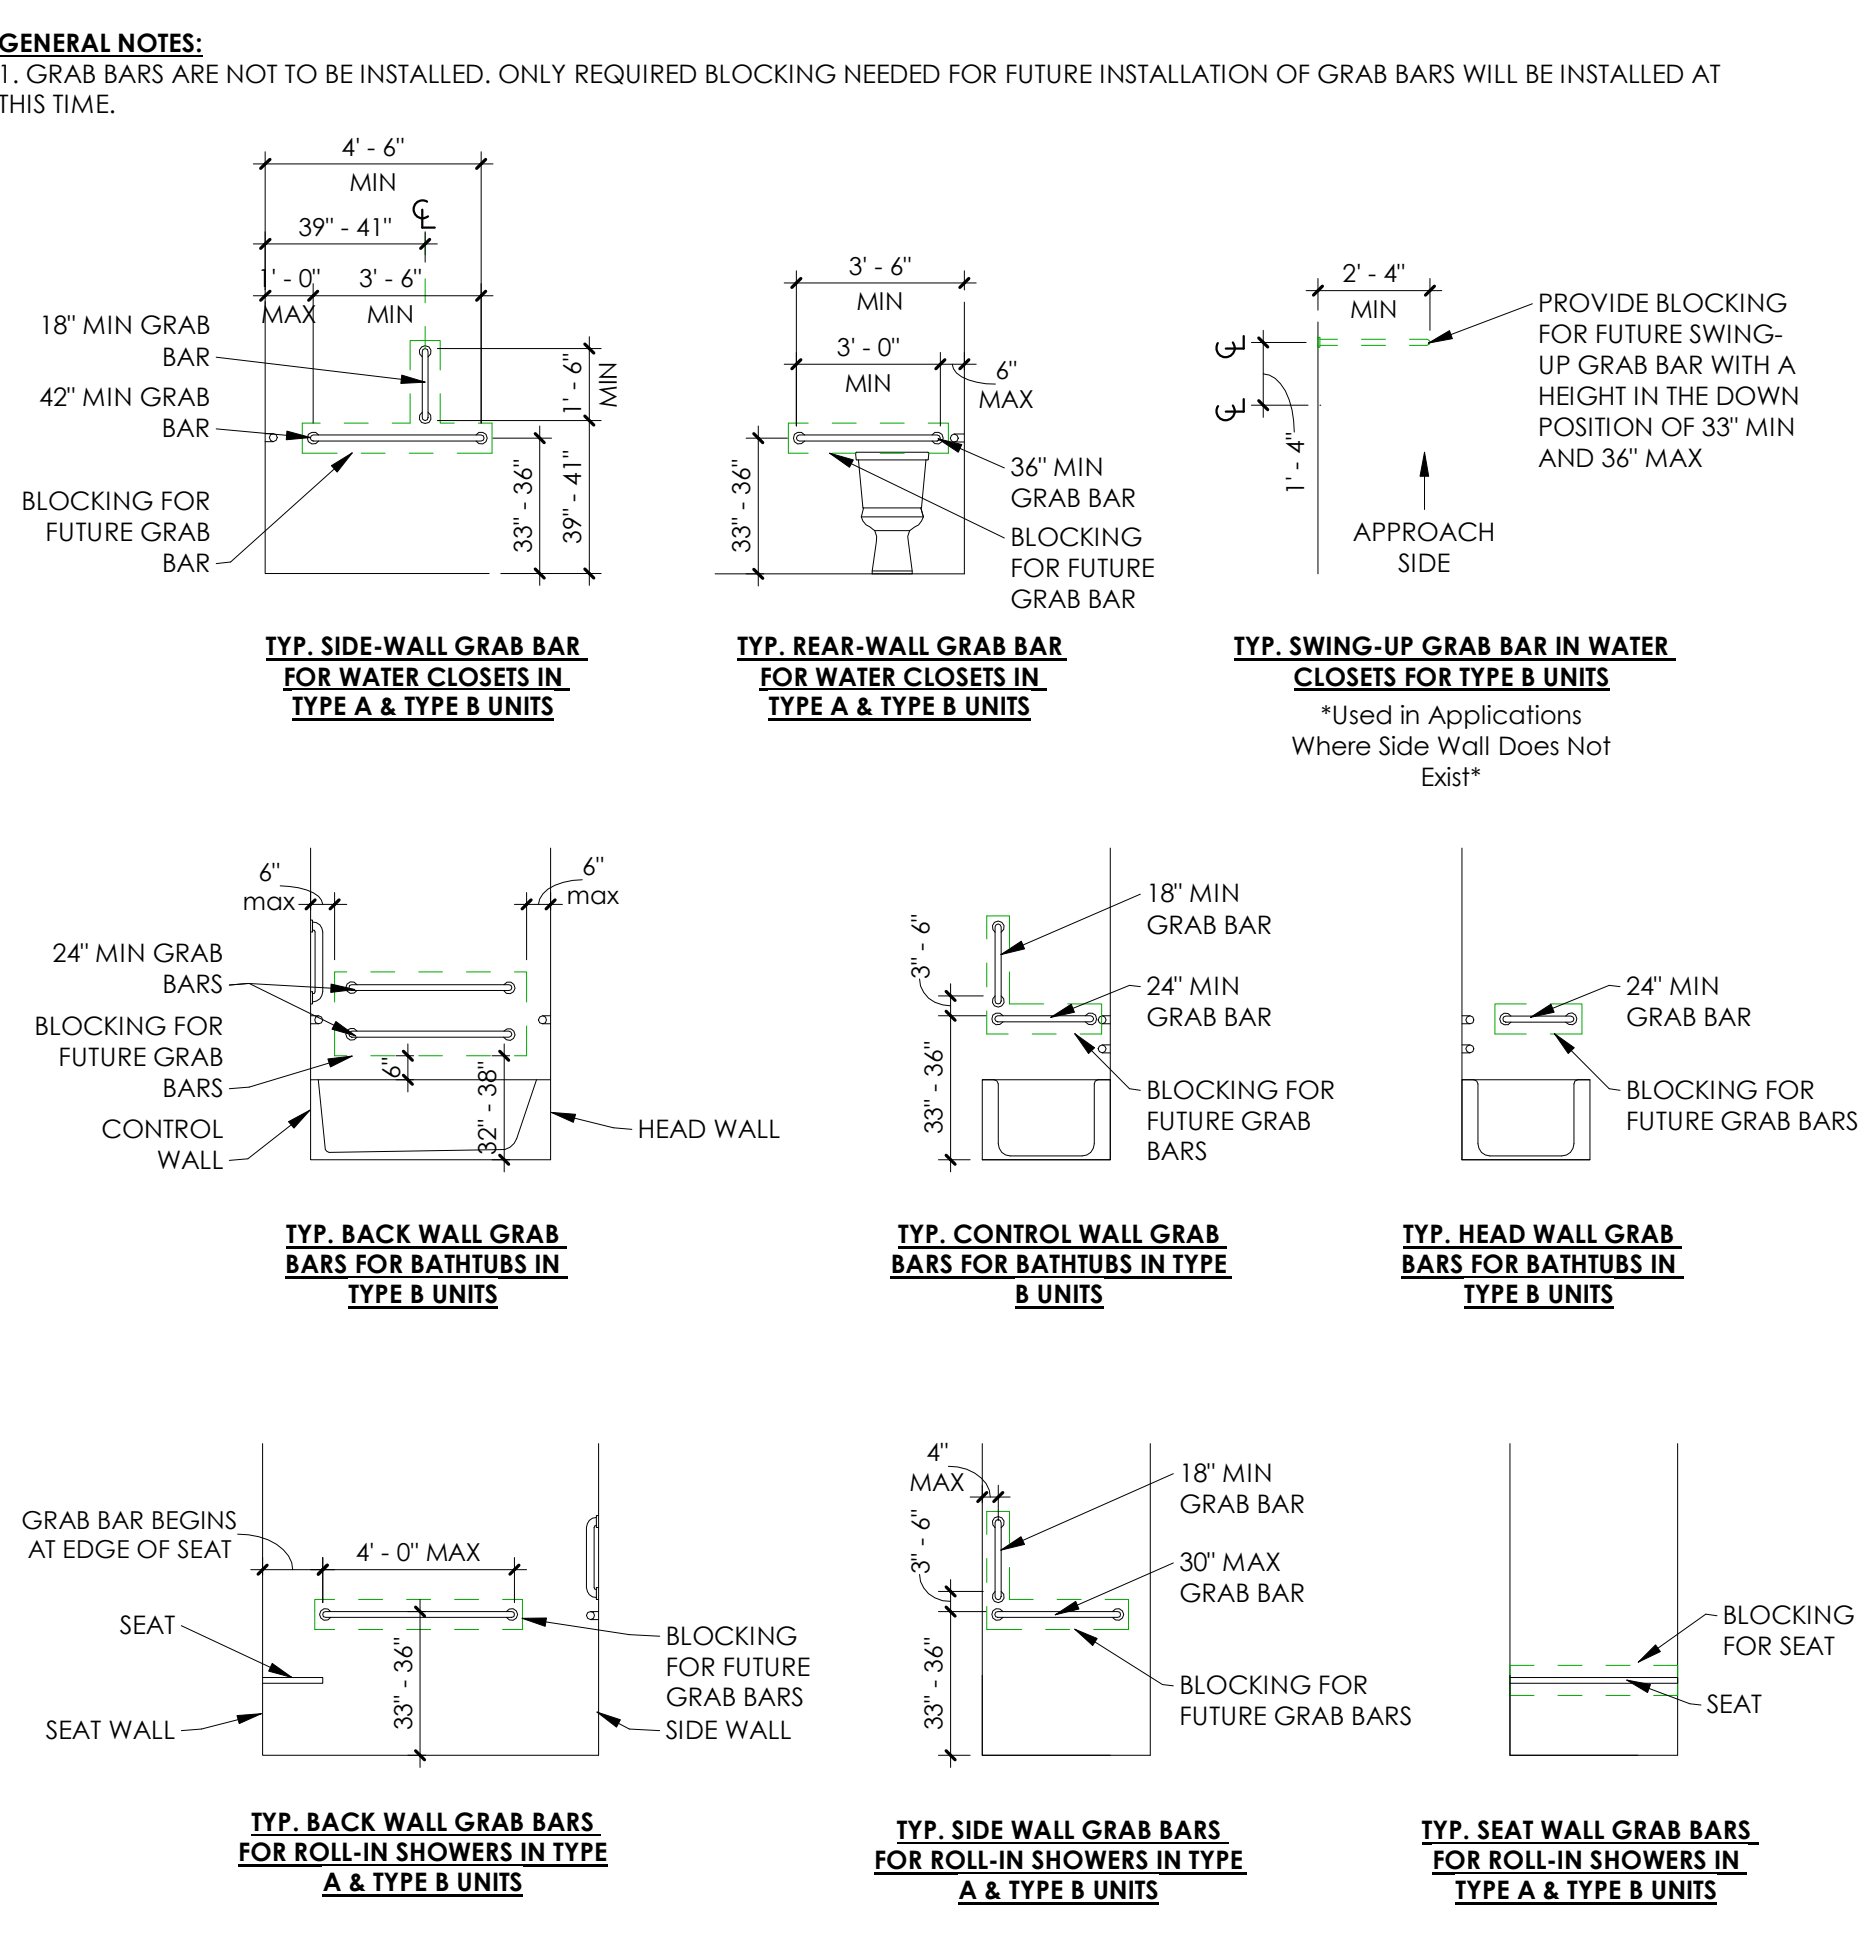 GENERAL NOTES:
1. GRAB BARS ARE NOT TO BE INSTALLED. ONLY REQUIRED BLOCKING NEEDED FOR FUTURE INSTALLATION OF GRAB BARS WILL BE INSTALLED AT
THIS TIME.
4' - 6"
MIN
39" - 41"
℄
1' - 0"
MAX
3' - 6"
MIN
18" MIN GRAB
BAR
42" MIN GRAB
BAR
BLOCKING FOR
FUTURE GRAB
BAR
1' - 6"
MIN
33" - 36"
39" - 41"
TYP. SIDE-WALL GRAB BAR
FOR WATER CLOSETS IN
TYPE A & TYPE B UNITS
3' - 6"
MIN
3' - 0"
MIN
6"
MAX
33" - 36"
36" MIN
GRAB BAR
BLOCKING
FOR FUTURE
GRAB BAR
TYP. REAR-WALL GRAB BAR
FOR WATER CLOSETS IN
TYPE A & TYPE B UNITS
2' - 4"
MIN
℄
℄
1' - 4"
PROVIDE BLOCKING
FOR FUTURE SWING-
UP GRAB BAR WITH A
HEIGHT IN THE DOWN
POSITION OF 33" MIN
AND 36" MAX
APPROACH
SIDE
TYP. SWING-UP GRAB BAR IN WATER
CLOSETS FOR TYPE B UNITS
*Used in Applications
Where Side Wall Does Not
Exist*
6"
max
6"
max
24" MIN GRAB
BARS
BLOCKING FOR
FUTURE GRAB
BARS
CONTROL
WALL
6"
32" - 38"
HEAD WALL
TYP. BACK WALL GRAB
BARS FOR BATHTUBS IN
TYPE B UNITS
3" - 6"
33" - 36"
18" MIN
GRAB BAR
24" MIN
GRAB BAR
BLOCKING FOR
FUTURE GRAB
BARS
TYP. CONTROL WALL GRAB
BARS FOR BATHTUBS IN TYPE
B UNITS
24" MIN
GRAB BAR
BLOCKING FOR
FUTURE GRAB BARS
TYP. HEAD WALL GRAB
BARS FOR BATHTUBS IN
TYPE B UNITS
GRAB BAR BEGINS
AT EDGE OF SEAT
4' - 0" MAX
SEAT
SEAT WALL
33" - 36"
BLOCKING
FOR FUTURE
GRAB BARS
SIDE WALL
TYP. BACK WALL GRAB BARS
FOR ROLL-IN SHOWERS IN TYPE
A & TYPE B UNITS
4"
MAX
3" - 6"
33" - 36"
18" MIN
GRAB BAR
30" MAX
GRAB BAR
BLOCKING FOR
FUTURE GRAB BARS
TYP. SIDE WALL GRAB BARS
FOR ROLL-IN SHOWERS IN TYPE
A & TYPE B UNITS
BLOCKING
FOR SEAT
SEAT
TYP. SEAT WALL GRAB BARS
FOR ROLL-IN SHOWERS IN
TYPE A & TYPE B UNITS